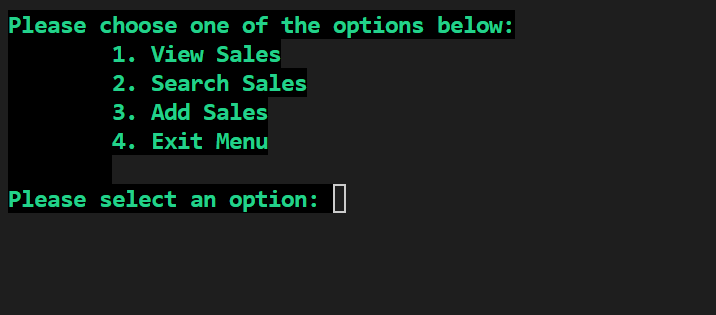 Please choose one of the options below:
1. View Sales
2. Search Sales
3. Add Sales
4. Exit Menu
Please select an option: